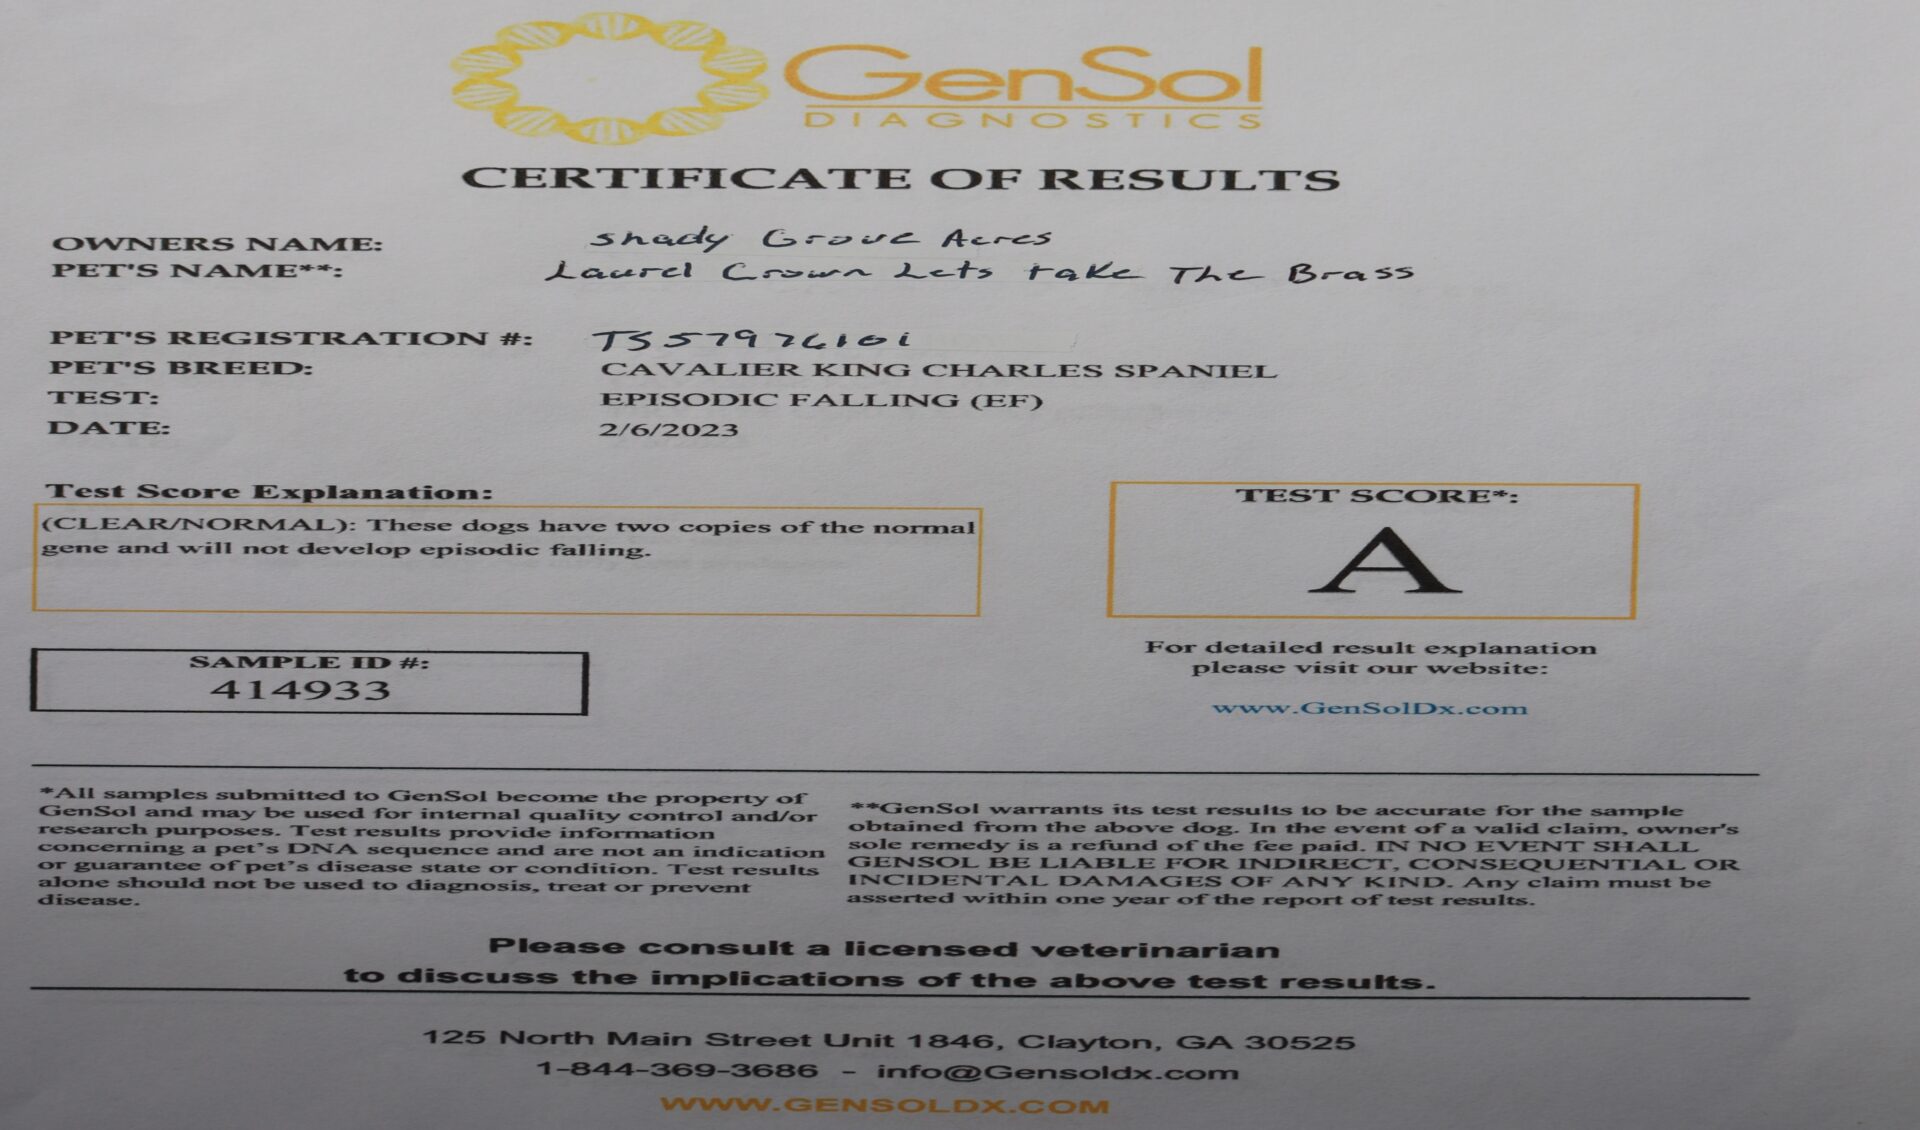 GenSol
DIAGNOSTICS
CERTIFICATE OF RESULTS
OWNERS NAME: Shady Grove Acres
PET'S NAME**: Laurel Crown Lets take The Brass
PET'S REGISTRATION #: TS57976101
PET'S BREED: CAVALIER KING CHARLES SPANIEL
TEST: EPISODIC FALLING (EF)
DATE: 2/6/2023
Test Score Explanation:
(CLEAR/NORMAL): These dogs have two copies of the normal
gene and will not develop episodic falling.
TEST SCORE*:
A
For detailed result explanation
please visit our website:
www.GenSolDx.com
SAMPLE ID #:
414933
*All samples submitted to GenSol become the property of
GenSol and may be used for internal quality control and/or
research purposes. Test results provide information
concerning a pet's DNA sequence and are not an indication
or guarantee of pet's disease state or condition. Test results
alone should not be used to diagnosis, treat or prevent
disease.
**GenSol warrants its test results to be accurate for the sample
obtained from the above dog. In the event of a valid claim, owner's
sole remedy is a refund of the fee paid. IN NO EVENT SHALL
GENSOL BE LIABLE FOR INDIRECT, CONSEQUENTIAL OR
INCIDENTAL DAMAGES OF ANY KIND. Any claim must be
asserted within one year of the report of test results.
Please consult a licensed veterinarian
to discuss the implications of the above test results.
125 North Main Street Unit 1846, Clayton, GA 30525
1-844-369-3686 - info@Gensoldx.com
WWW.GENSOLDX.COM